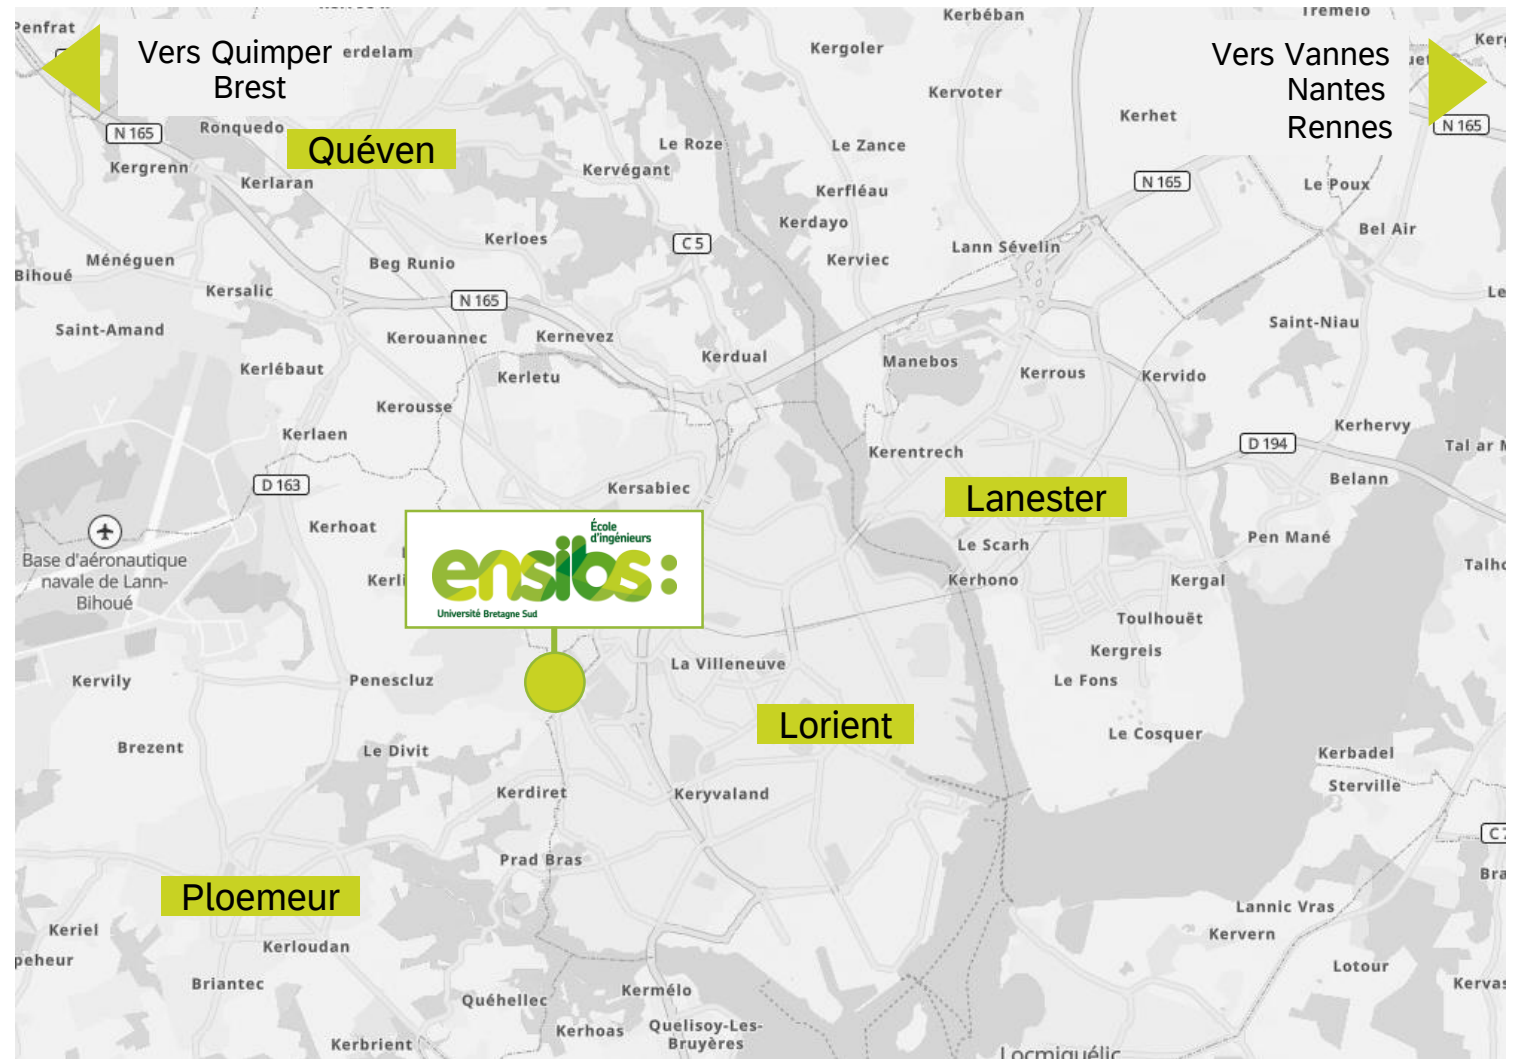 Penfrat
Vers Quimper
Brest
erdelam
Kergoler
Kerbéban
Vers Vannes
Nantes
Rennes
N 165
N 165
Ronquedo
Quéven
Kervoter
Kerhet
Kergrenn
Kerlaran
Kervégant
Le Roze
Le Zance
Kerfléau
N 165
Le Poux
Kerdayo
Bel Air
Kerloes
C 5
Lann Sévelin
Bihoué
Ménéguen
Beg Runio
Kerviec
Kersalic
N 165
Saint-Amand
Kerouannec
Kernevez
Saint-Niau
Kerlébaut
Kerletu
Kerdual
Manebos
Kerrous
Kervido
Kerousse
Kerlaen
Kerentrech
D 194
Kerhervy
Tal ar
D 163
Kersabiec
Lanester
Belann
Kerhoat
Base d'aéronautique
navale de Lann-
Bihoué
École
d'ingénieurs
ensibs:
Université Bretagne Sud
Le Scarh
Pen Mané
Kerhono
Kergal
Toulhouët
Kervily
Penescluz
La Villeneuve
Kergreis
Le Fons
Brezent
Le Divit
Lorient
Le Cosquer
Kerbadel
Sterville
Kerdiret
Keryvaland
Prad Bras
Ploemeur
Lannic Vras
Keriel
Kerloudan
Kervern
peheur
Briantec
Quéhellec
Kermélo
Lotour
Kerbrient
Kerhoas
Quelisoy-Les-
Bruyères
Locmiquélic